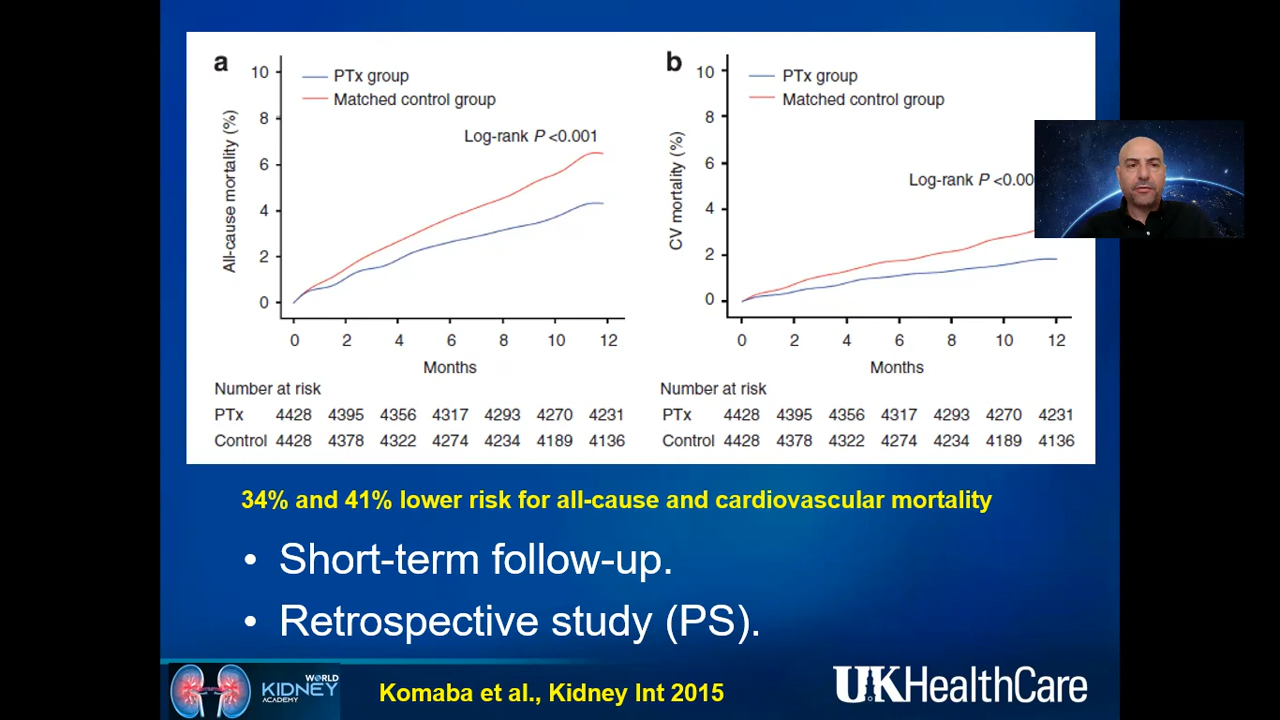 a
10
8
6
4
2
0
All-cause mortality (%)
PTx group
Matched control group
Log-rank P <0.001
0 2 4 6 8 10 12
Months
Number at risk
PTx 4428 4395 4356 4317 4293 4270 4231
Control 4428 4378 4322 4274 4234 4189 4136
b
10
8
6
4
2
0
CV mortality (%)
PTx group
Matched control group
Log-rank P <0.00
0 2 4 6 8 10 12
Months
Number at risk
PTx 4428 4395 4356 4317 4293 4270 4231
Control 4428 4378 4322 4274 4234 4189 4136
34% and 41% lower risk for all-cause and cardiovascular mortality
• Short-term follow-up.
• Retrospective study (PS).
WORLD
KIDNEY
ACADEMY
Komaba et al., Kidney Int 2015
UKHealthCare